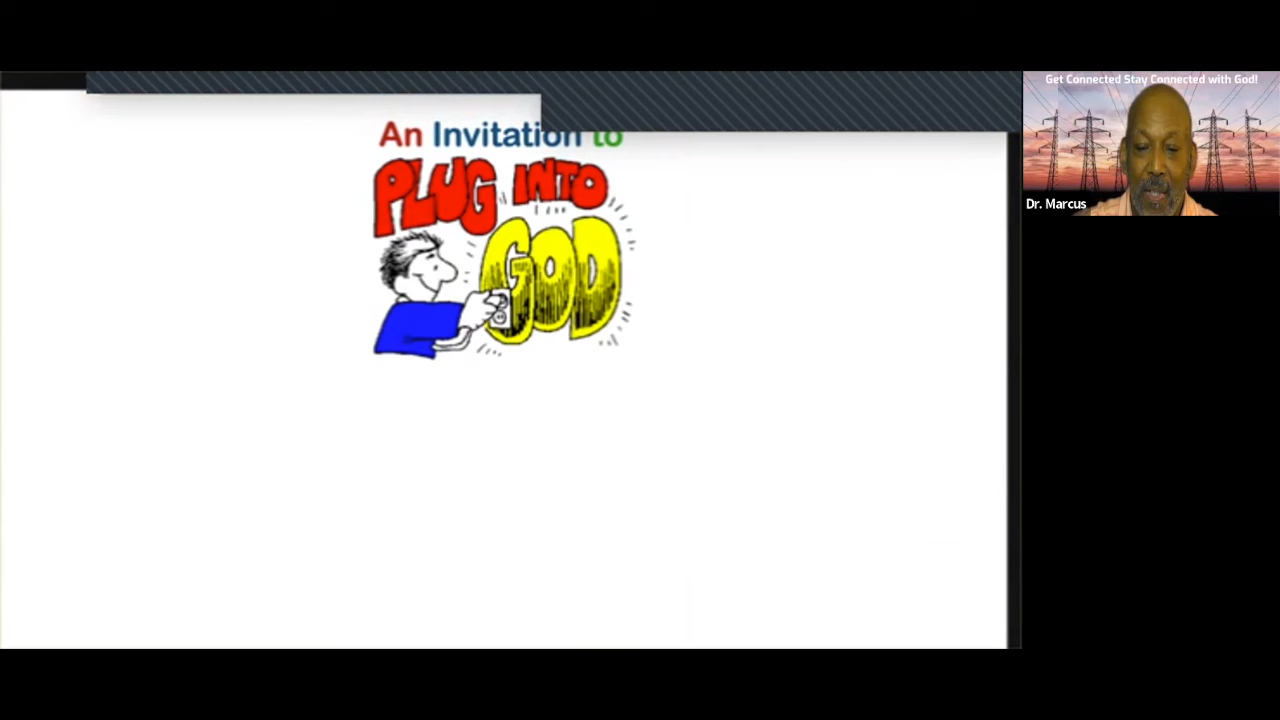 An Invitation to
PLUG INTO
GOD
Get Connected Stay Connected with God!
Dr. Marcus